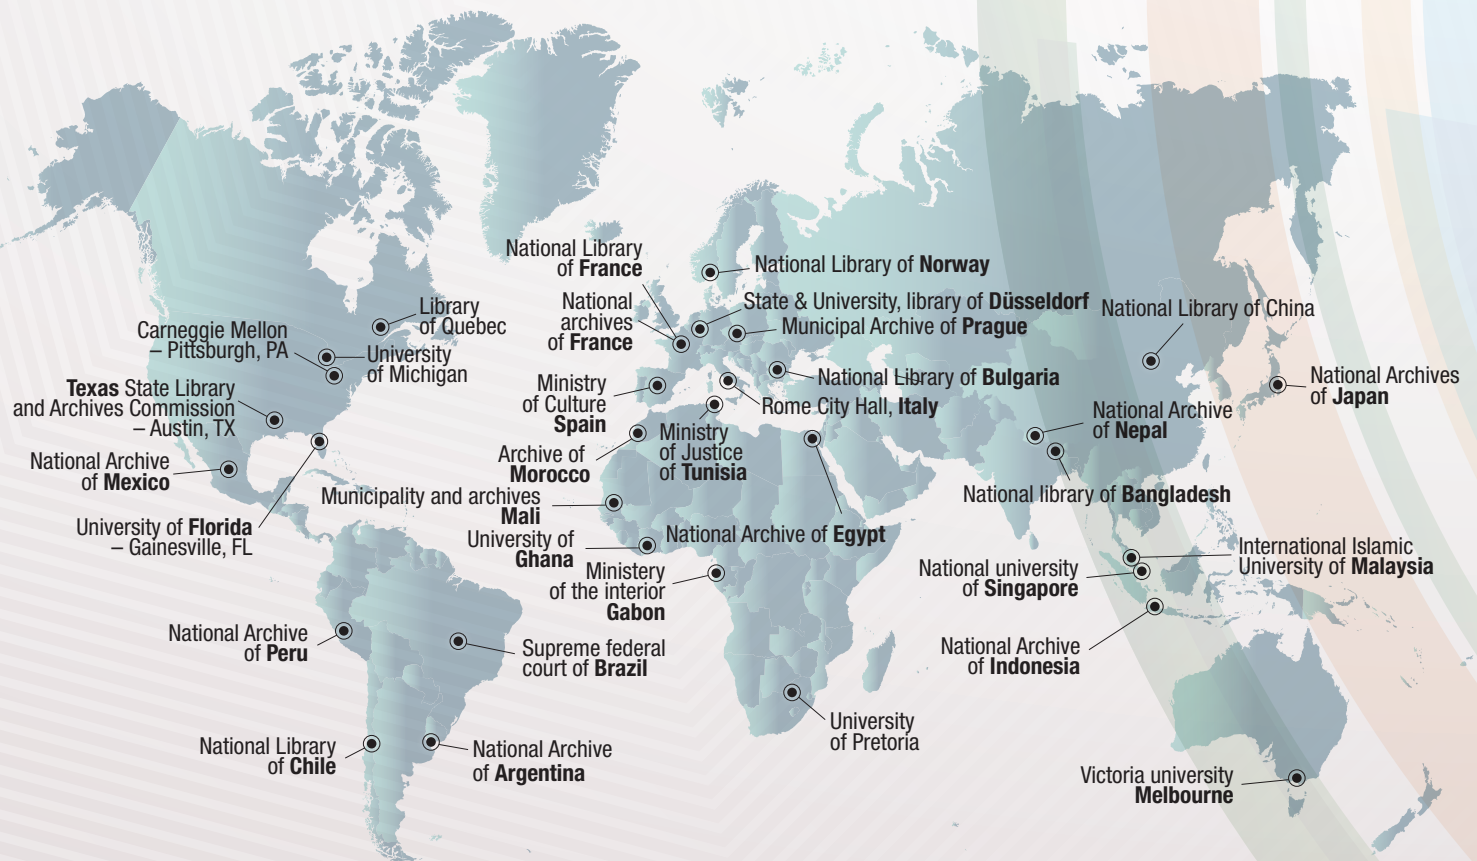 National Library
of France
National Library of Norway
National
archives
of France
State & University, library of Düsseldorf
Municipal Archive of Prague
National Library of China
Library
of Quebec
Carneggie Mellon
– Pittsburgh, PA
University
of Michigan
Texas State Library
and Archives Commission
– Austin, TX
Ministry
of Culture
Spain
National Library of Bulgaria
Rome City Hall, Italy
National Archives
of Japan
National Archive
of Nepal
Archive of
Morocco
Ministry
of Justice
of Tunisia
National Archive
of Mexico
Municipality and archives
Mali
National library of Bangladesh
University of Florida
– Gainesville, FL
University of
Ghana
National Archive of Egypt
Ministery
of the interior
Gabon
National university
of Singapore
International Islamic
University of Malaysia
National Archive
of Peru
Supreme federal
court of Brazil
National Archive
of Indonesia
University
of Pretoria
National Library
of Chile
National Archive
of Argentina
Victoria university
Melbourne